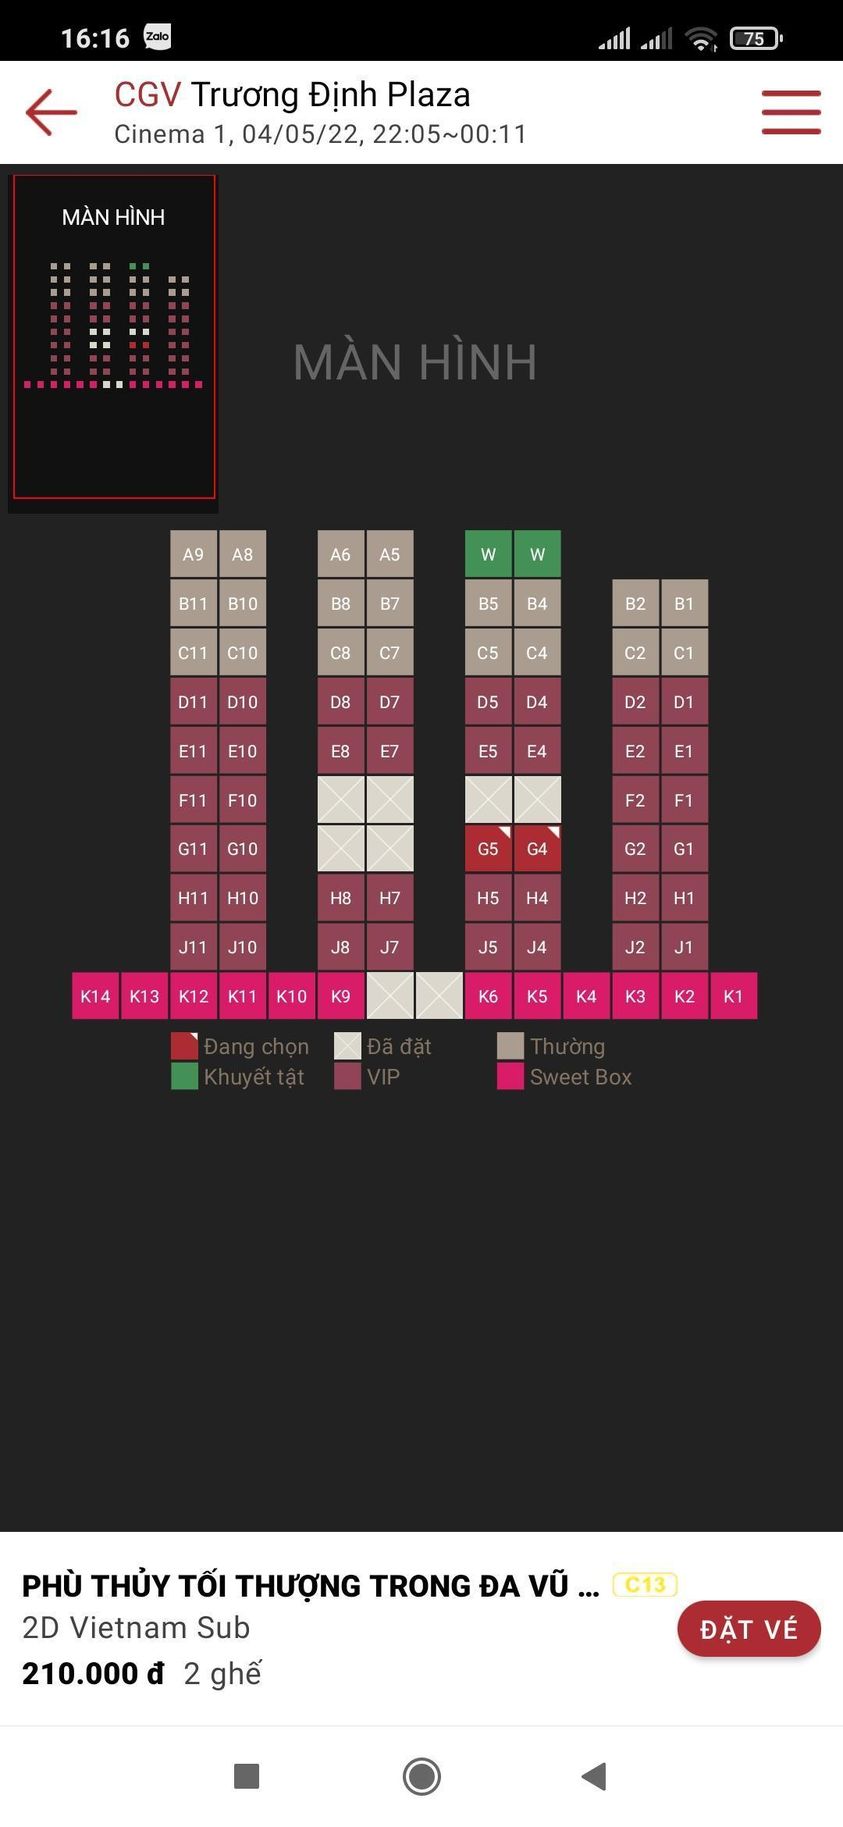 16:16 Zalo 75
CGV Trương Định Plaza
Cinema 1, 04/05/22, 22:05~00:11
MÀN HÌNH
MÀN HÌNH
A9 A8 A6 A5 W W
B11 B10 B8 B7 B5 B4 B2 B1
C11 C10 C8 C7 C5 C4 C2 C1
D11 D10 D8 D7 D5 D4 D2 D1
E11 E10 E8 E7 E5 E4 E2 E1
F11 F10 F2 F1
G11 G10 G5 G4 G2 G1
H11 H10 H8 H7 H5 H4 H2 H1
J11 J10 J8 J7 J5 J4 J2 J1
K14 K13 K12 K11 K10 K9 K6 K5 K4 K3 K2 K1
Đang chọn Đã đặt Thường
Khuyết tật VIP Sweet Box
PHÙ THỦY TỐI THƯỢNG TRONG ĐA VŨ ... C13
2D Vietnam Sub
ĐẶT VÉ
210.000 đ 2 ghế